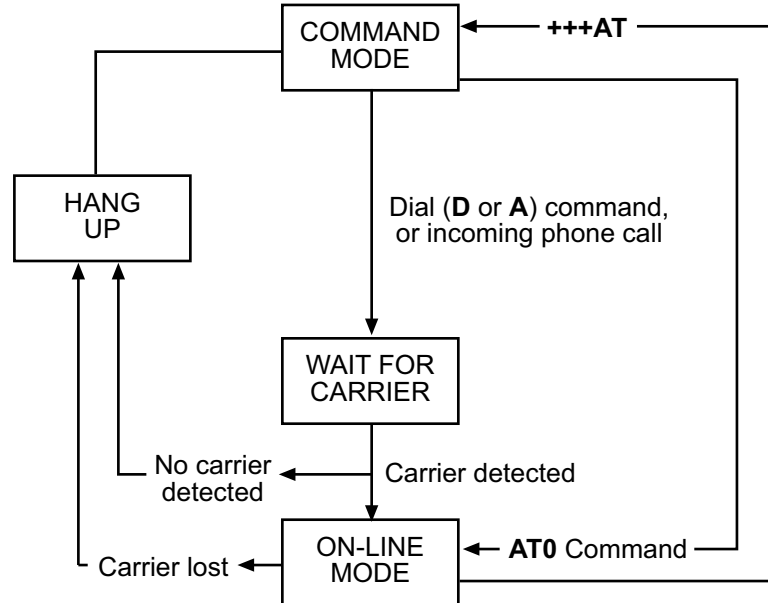 COMMAND
MODE
+++AT
HANG
UP
Dial (D or A) command,
or incoming phone call
WAIT FOR
CARRIER
No carrier
detected
Carrier detected
ON-LINE
MODE
AT0 Command
Carrier lost